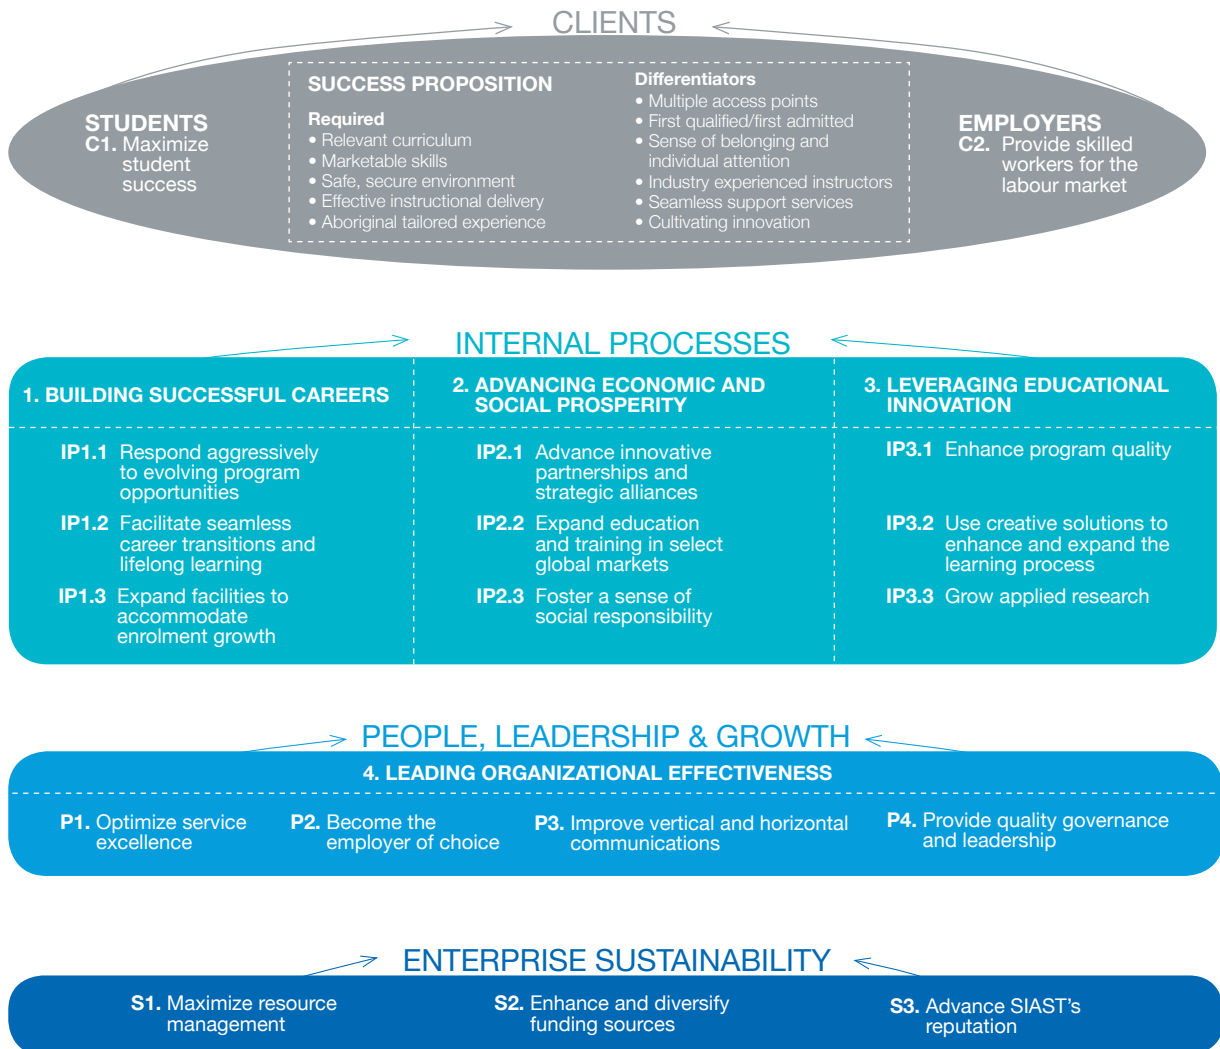 CLIENTS
STUDENTS
C1. Maximize
student
success
SUCCESS PROPOSITION
Required
• Relevant curriculum
• Marketable skills
• Safe, secure environment
• Effective instructional delivery
• Aboriginal tailored experience
Differentiators
• Multiple access points
• First qualified/first admitted
• Sense of belonging and
individual attention
• Industry experienced instructors
• Seamless support services
• Cultivating innovation
EMPLOYERS
C2. Provide skilled
workers for the
labour market
INTERNAL PROCESSES
1. BUILDING SUCCESSFUL CAREERS
IP1.1 Respond aggressively
to evolving program
opportunities
IP1.2 Facilitate seamless
career transitions and
lifelong learning
IP1.3 Expand facilities to
accommodate
enrolment growth
2. ADVANCING ECONOMIC AND
SOCIAL PROSPERITY
IP2.1 Advance innovative
partnerships and
strategic alliances
IP2.2 Expand education
and training in select
global markets
IP2.3 Foster a sense of
social responsibility
3. LEVERAGING EDUCATIONAL
INNOVATION
IP3.1 Enhance program quality
IP3.2 Use creative solutions to
enhance and expand the
learning process
IP3.3 Grow applied research
PEOPLE, LEADERSHIP & GROWTH
4. LEADING ORGANIZATIONAL EFFECTIVENESS
P1. Optimize service
excellence
P2. Become the
employer of choice
P3. Improve vertical and horizontal
communications
P4. Provide quality governance
and leadership
ENTERPRISE SUSTAINABILITY
S1. Maximize resource
management
S2. Enhance and diversify
funding sources
S3. Advance SIAST's
reputation